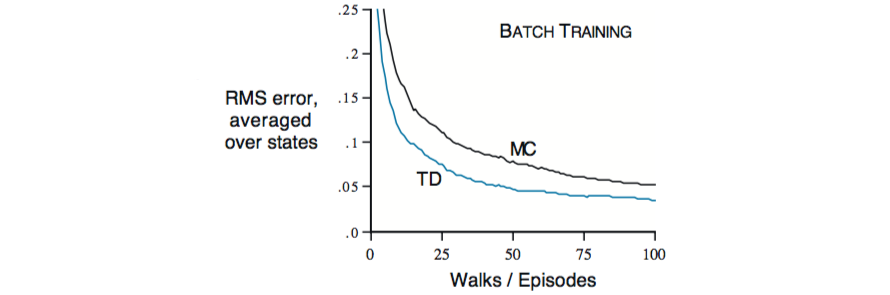 .25
BATCH TRAINING
.2
RMS error,
averaged
over states
.15
.1
MC
TD
.05
.0
0 25 50 75 100
Walks / Episodes